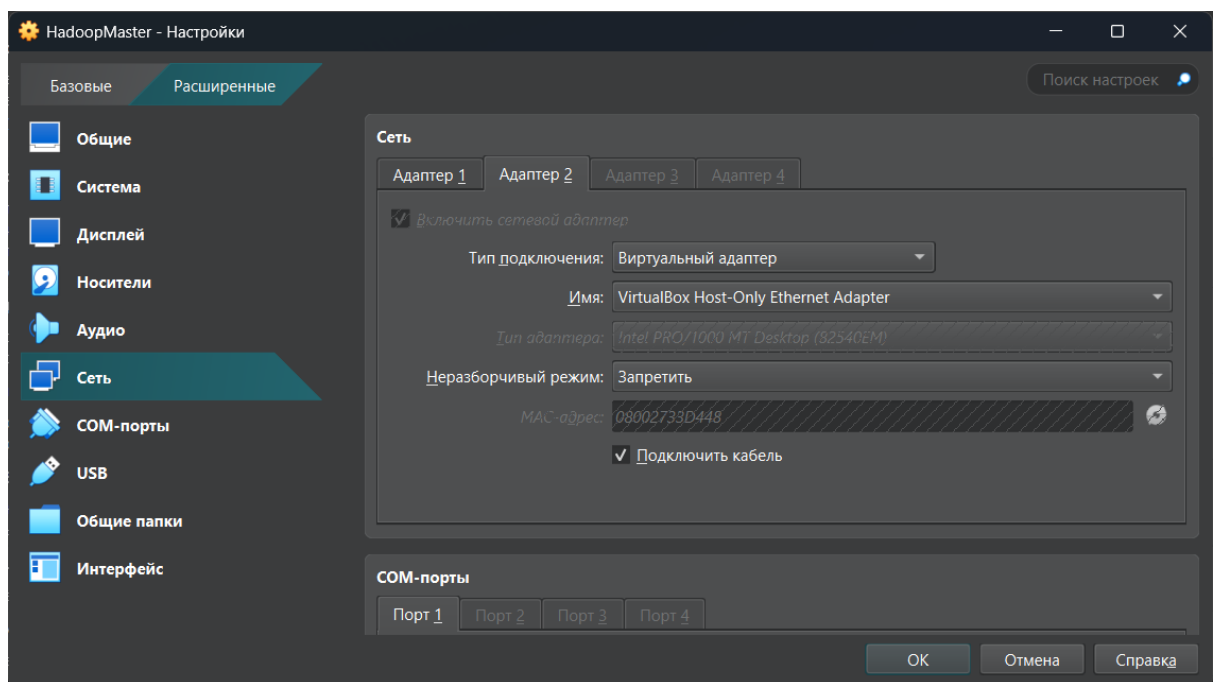 HadoopMaster - Настройки
Базовые Расширенные Поиск настроек
Общие
Система
Дисплей
Носители
Аудио
Сеть
COM-порты
USB
Общие папки
Интерфейс
Сеть
Адаптер 1 Адаптер 2 Адаптер 3 Адаптер 4
Включить сетевой адаптер
Тип подключения: Виртуальный адаптер
Имя: VirtualBox Host-Only Ethernet Adapter
Тип адаптера: Intel PRO/1000 MT Desktop (82540EM)
Неразборчивый режим: Запретить
MAC-адрес: 08002733D448
Подключить кабель
COM-порты
Порт 1 Порт 2 Порт 3 Порт 4
ОК Отмена Справка